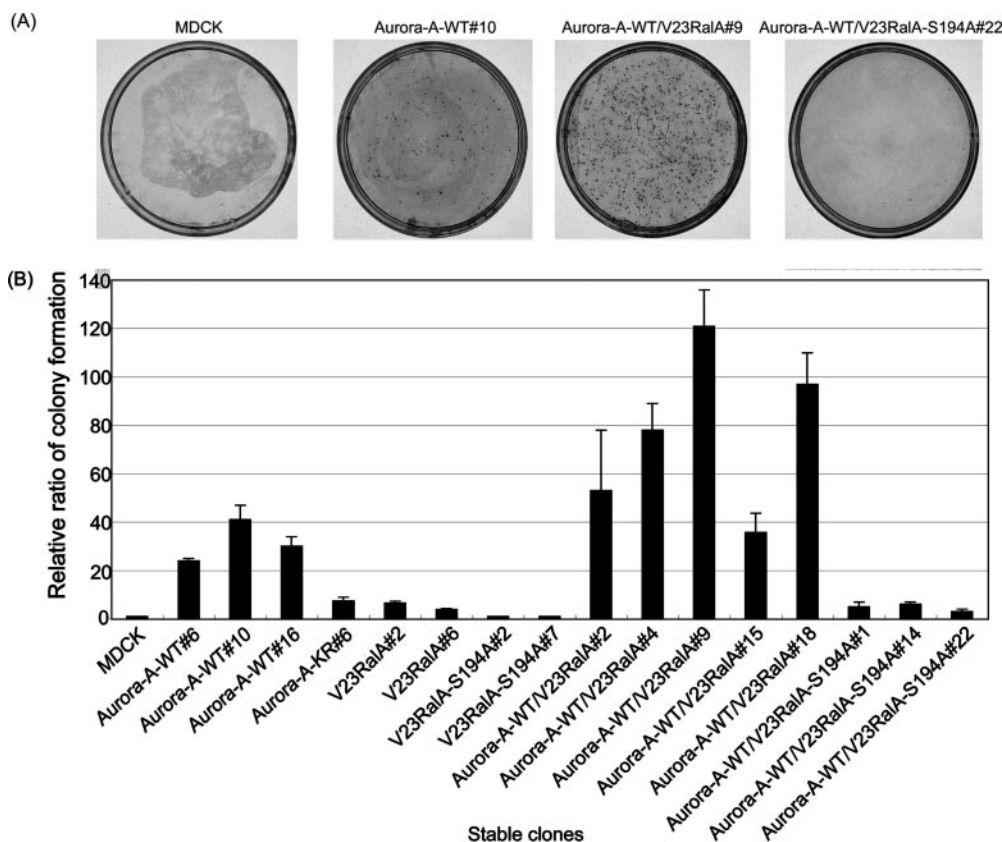 (A)
MDCK
Aurora-A-WT#10
Aurora-A-WT/V23RalA#9
Aurora-A-WT/V23RalA-S194A#22
(B)
Relative ratio of colony formation
140
120
100
80
60
40
20
0
MDCK
Aurora-A-WT#6
Aurora-A-WT#10
Aurora-A-WT#16
Aurora-A-KR#6
V23RalA#2
V23RalA#6
V23RalA-S194A#2
V23RalA-S194A#7
Aurora-A-WT/V23RalA#2
Aurora-A-WT/V23RalA#4
Aurora-A-WT/V23RalA#9
Aurora-A-WT/V23RalA#15
Aurora-A-WT/V23RalA#18
Aurora-A-WT/V23RalA-S194A#1
Aurora-A-WT/V23RalA-S194A#14
Aurora-A-WT/V23RalA-S194A#22
Stable clones